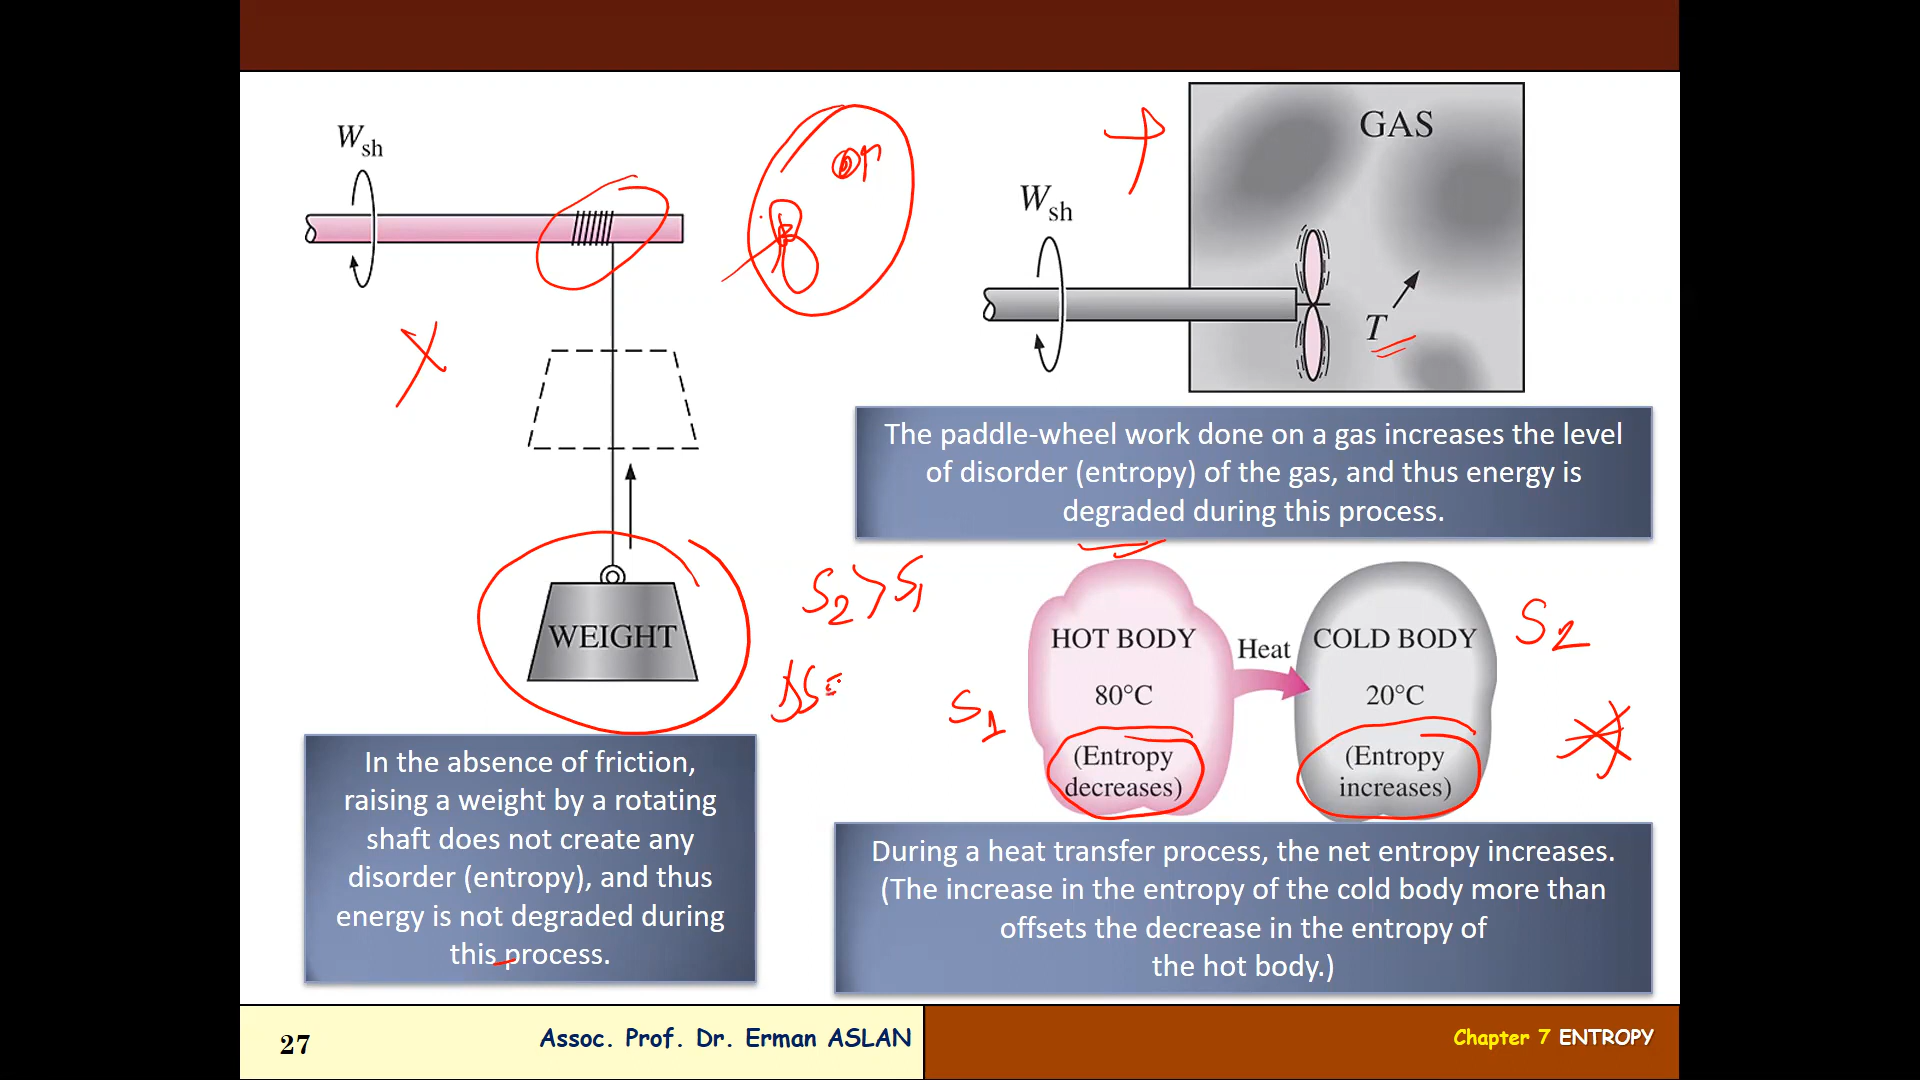 W_sh
WEIGHT
In the absence of friction,
raising a weight by a rotating
shaft does not create any
disorder (entropy), and thus
energy is not degraded during
this process.
W_sh
GAS
T
The paddle-wheel work done on a gas increases the level
of disorder (entropy) of the gas, and thus energy is
degraded during this process.
S2 > S1
S1
HOT BODY
80°C
(Entropy
decreases)
Heat
COLD BODY
20°C
(Entropy
increases)
S2
During a heat transfer process, the net entropy increases.
(The increase in the entropy of the cold body more than
offsets the decrease in the entropy of
the hot body.)
27
Assoc. Prof. Dr. Erman ASLAN
Chapter 7 ENTROPY